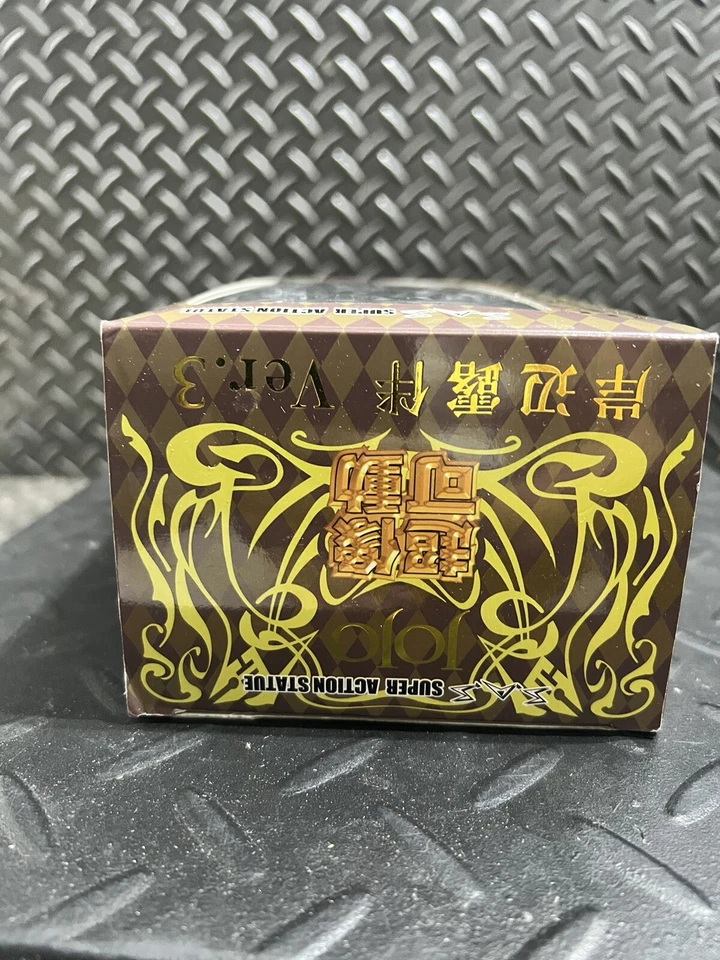 S.A.S SUPER ACTION STATUE
JoJo
超像
可動
岸辺露伴 Ver.3
S.A.S SUPER ACTION STATUE